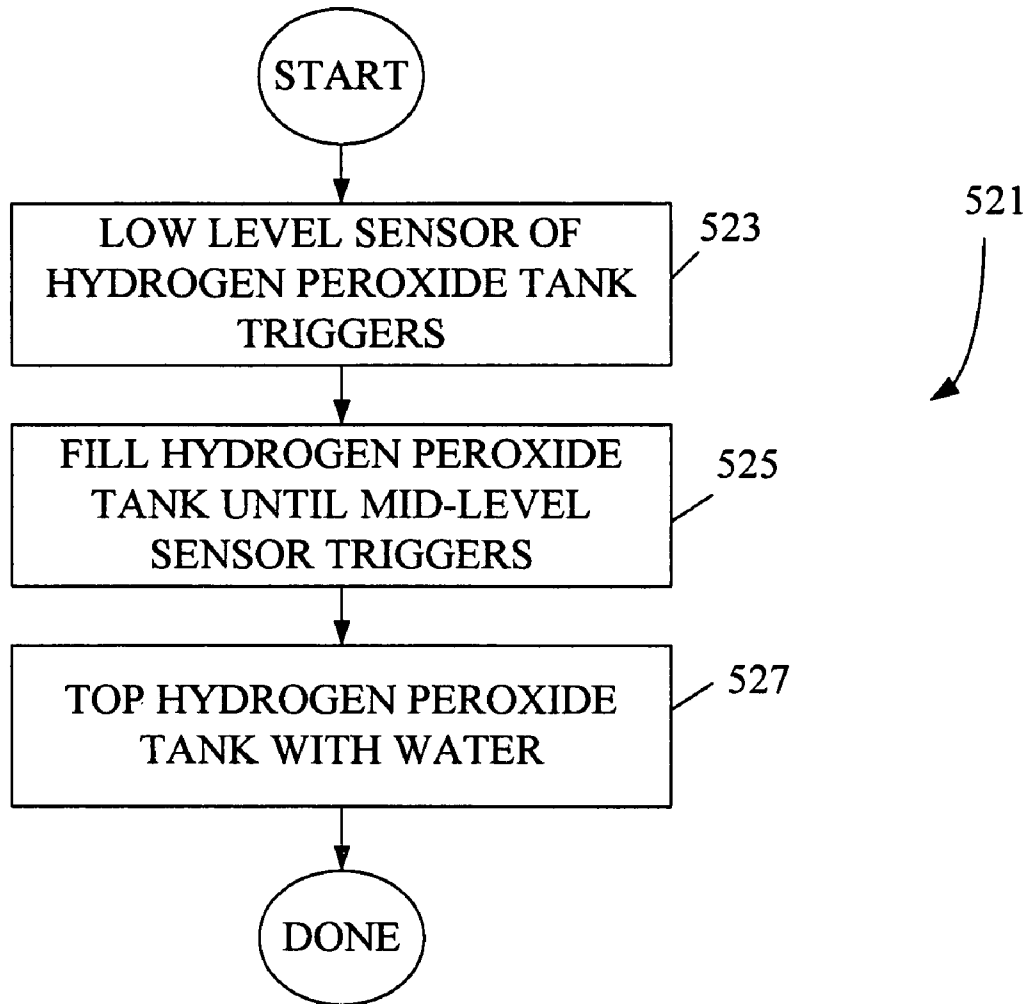 START
LOW LEVEL SENSOR OF
HYDROGEN PEROXIDE TANK
TRIGGERS
523
521
FILL HYDROGEN PEROXIDE
TANK UNTIL MID-LEVEL
SENSOR TRIGGERS
525
TOP HYDROGEN PEROXIDE
TANK WITH WATER
527
DONE